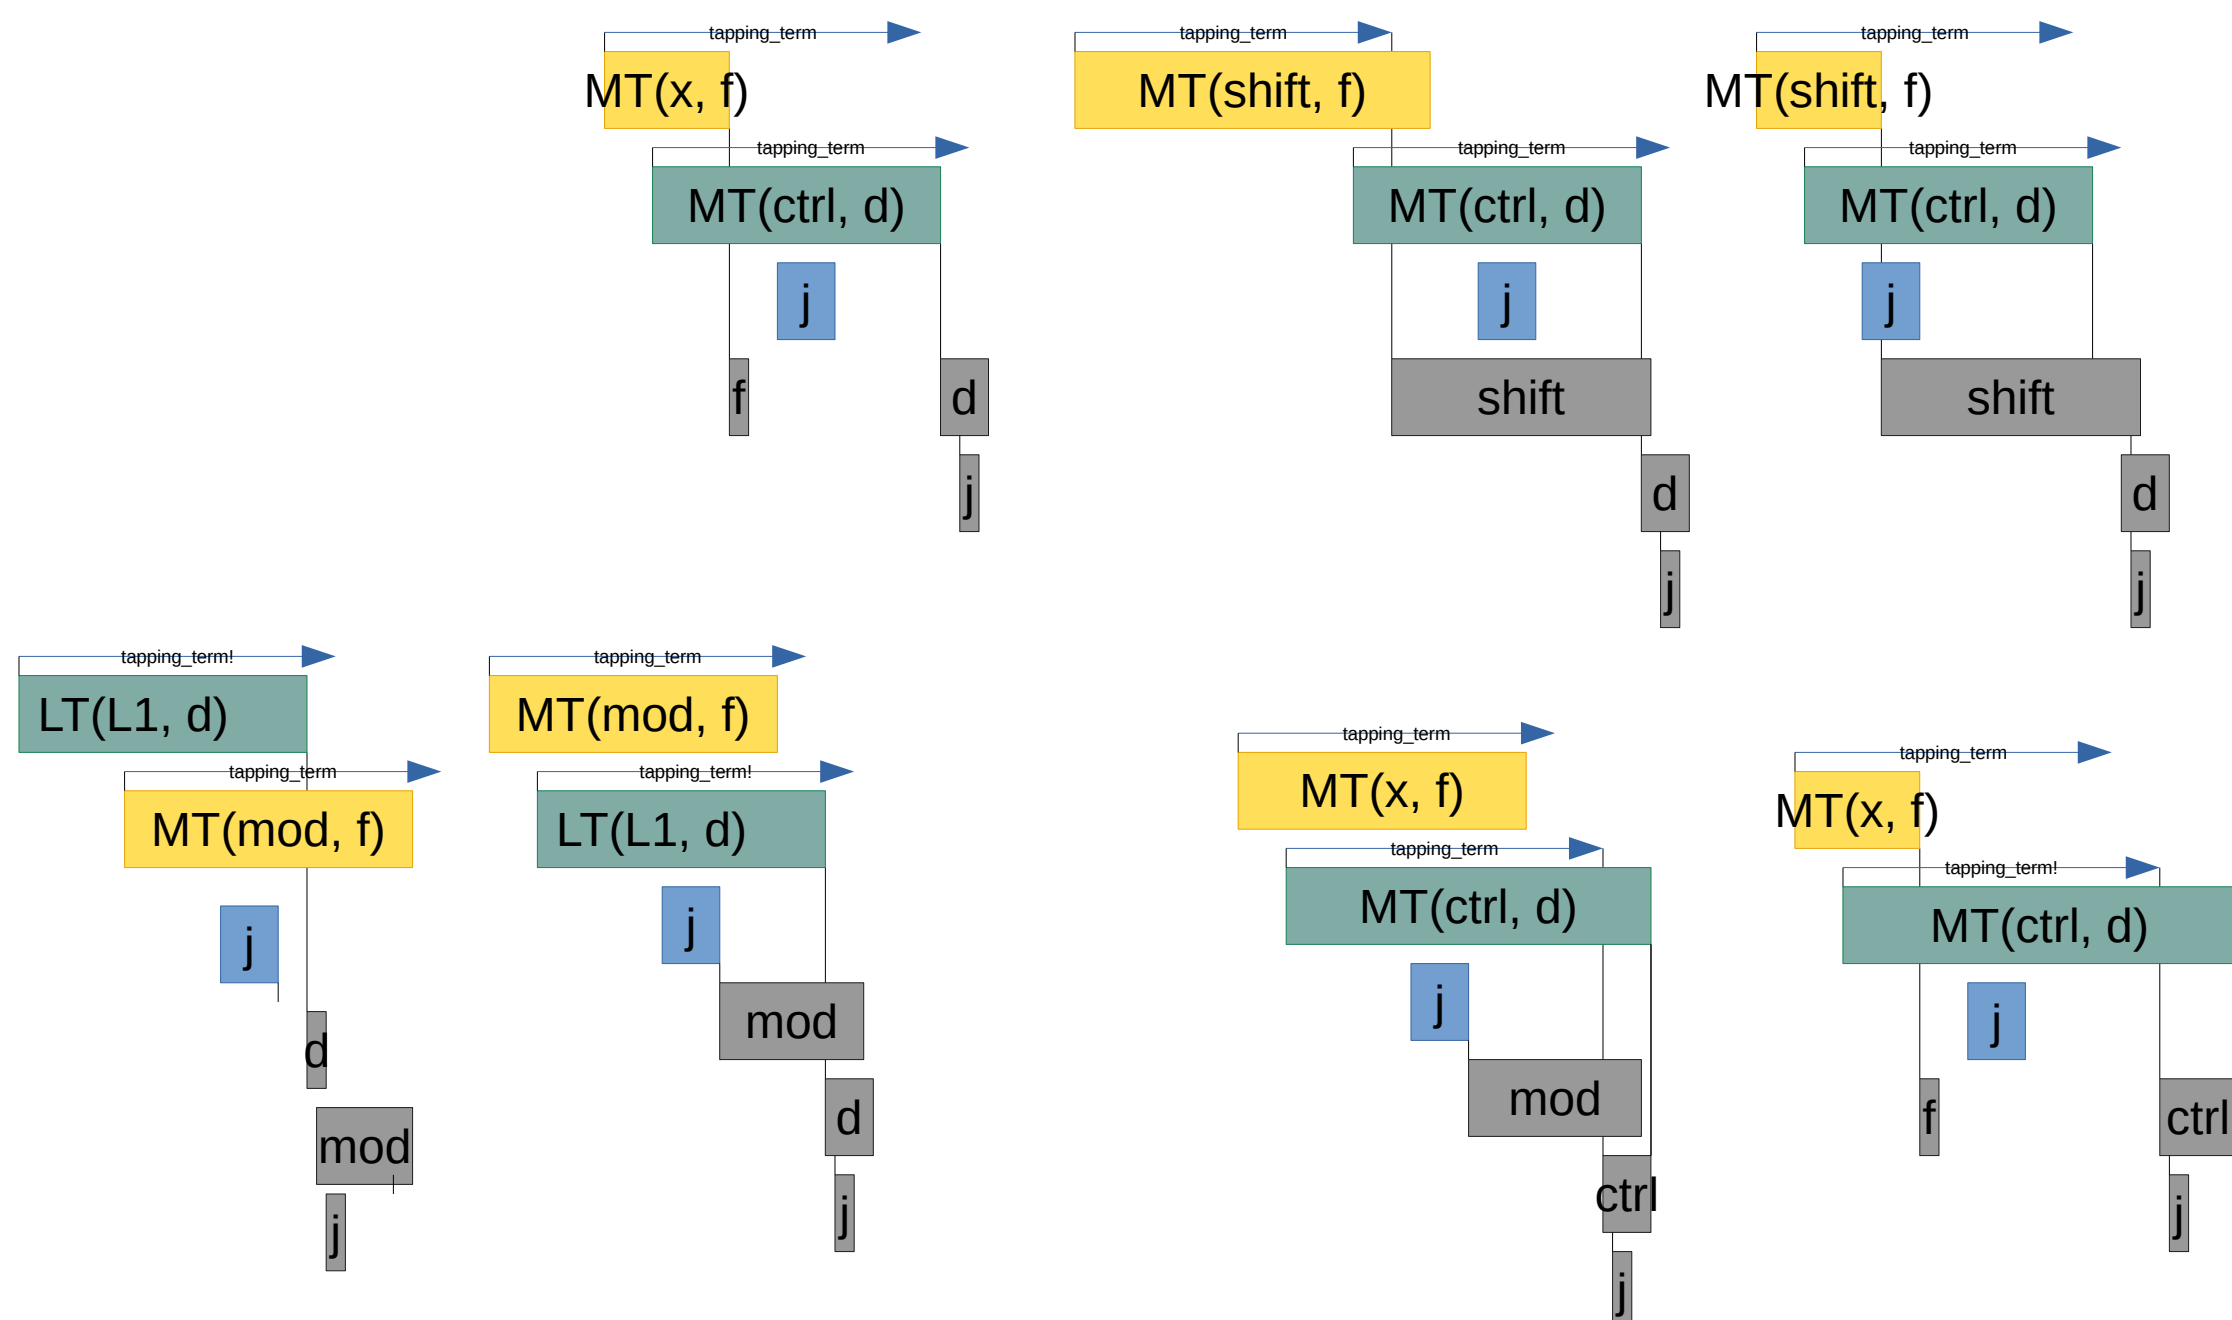 tapping_term
MT(x, f)
tapping_term
MT(ctrl, d)
j
f
d
j
tapping_term
MT(shift, f)
tapping_term
MT(ctrl, d)
j
shift
d
j
tapping_term
MT(shift, f)
tapping_term
MT(ctrl, d)
j
shift
d
j
tapping_term!
LT(L1, d)
tapping_term
MT(mod, f)
j
d
mod
j
tapping_term
MT(mod, f)
tapping_term!
LT(L1, d)
j
mod
d
j
tapping_term
MT(x, f)
tapping_term
MT(ctrl, d)
j
mod
ctrl
j
tapping_term
MT(x, f)
tapping_term!
MT(ctrl, d)
j
f
ctrl
j